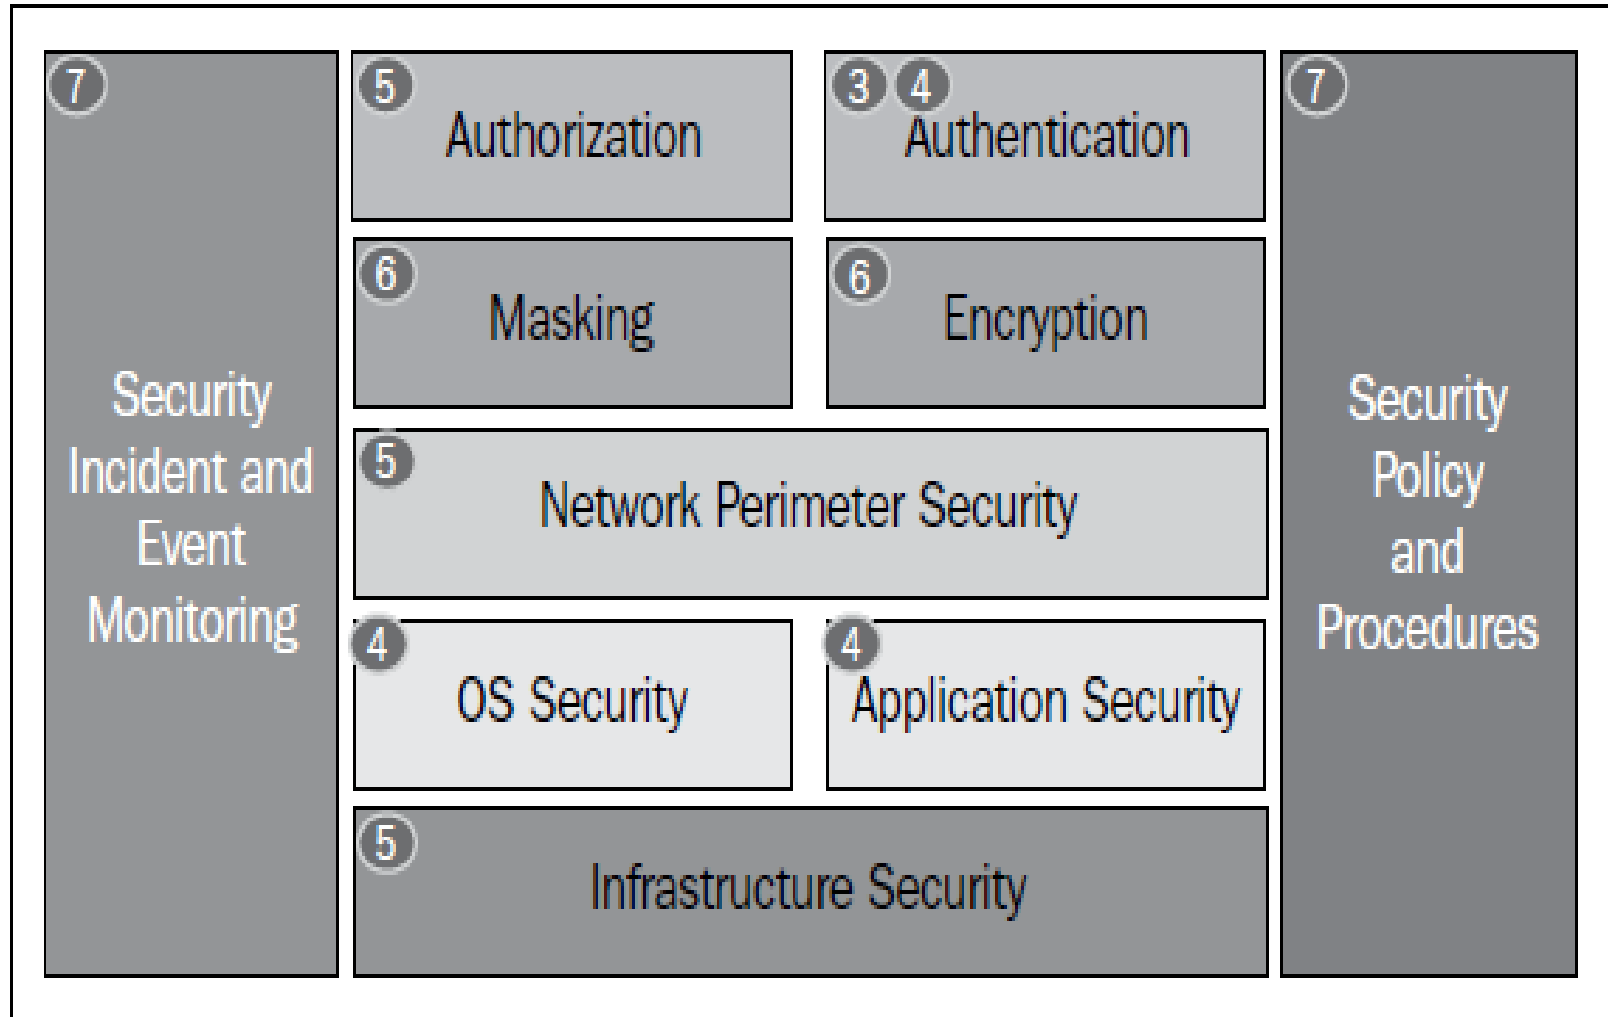 7
Security
Incident and
Event
Monitoring
5
Authorization
3 4
Authentication
6
Masking
6
Encryption
5
Network Perimeter Security
4
OS Security
4
Application Security
5
Infrastructure Security
7
Security
Policy
and
Procedures